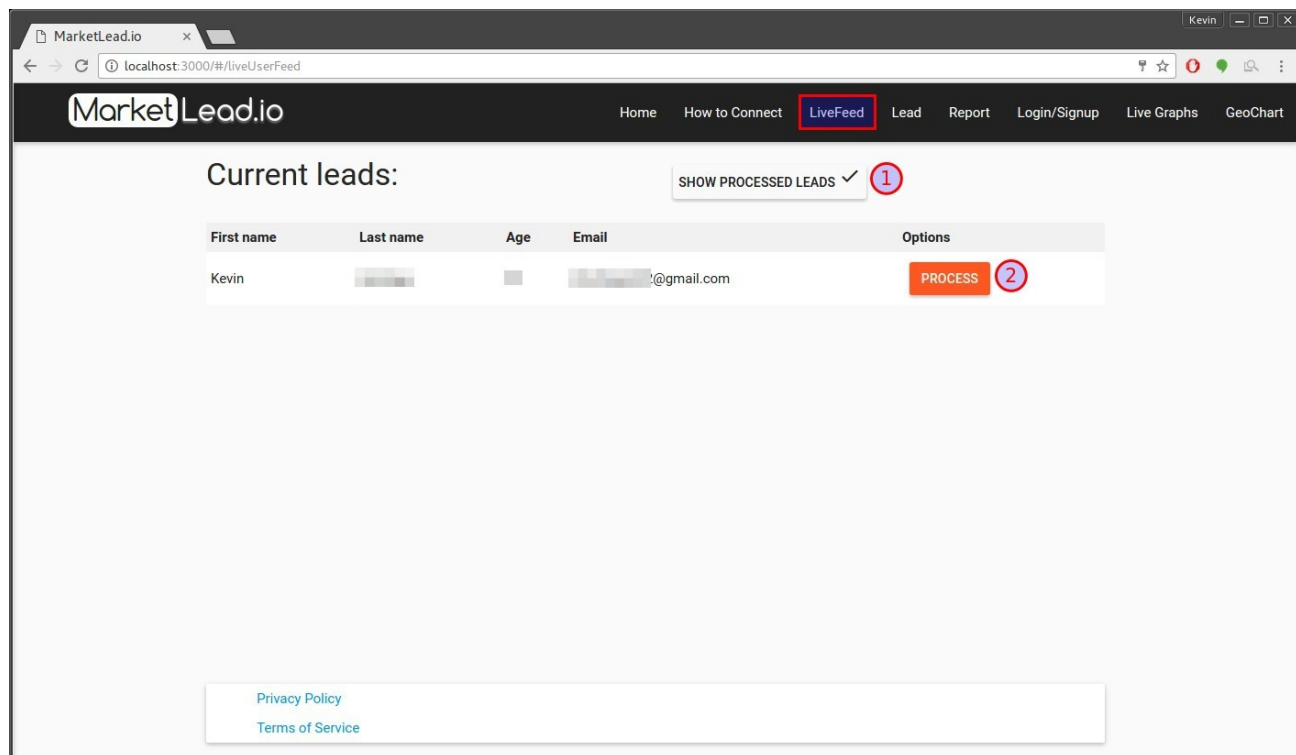 Kevin
MarketLead.io
localhost:3000/#/liveUserFeed
MarketLead.io
Home How to Connect LiveFeed Lead Report Login/Signup Live Graphs GeoChart
Current leads:
SHOW PROCESSED LEADS
1
First name Last name Age Email Options
Kevin @gmail.com PROCESS 2
Privacy Policy
Terms of Service